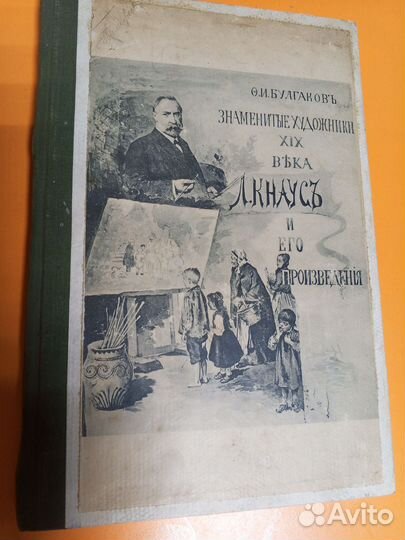 Ѳ.И.БУЛГАКОВЪ
ЗНАМЕНИТЫЕ ХУДОЖНИКИ
XIX
ВѢКА
Л.КНАУСЪ
И
ЕГО
ПРОИЗВЕДЕНІЯ
Avito